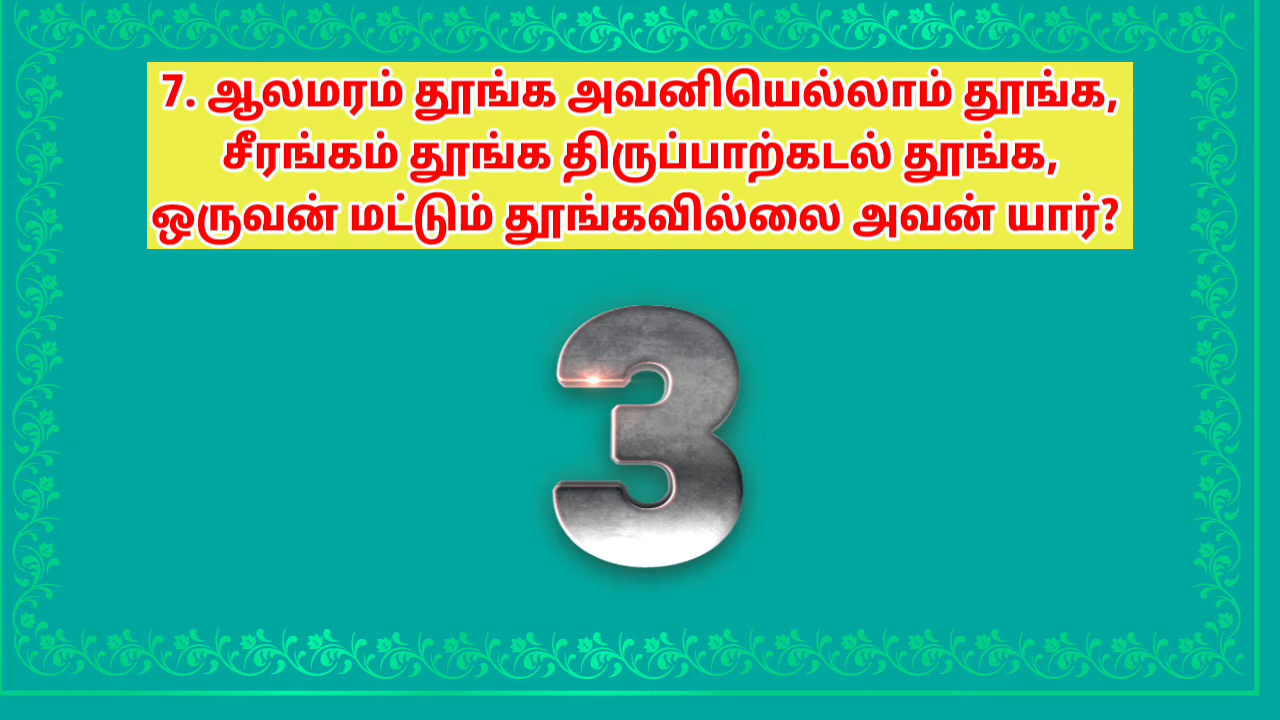 7. ஆலமரம் தூங்க அவனியெல்லாம் தூங்க,
சீரங்கம் தூங்க திருப்பாற்கடல் தூங்க,
ஒருவன் மட்டும் தூங்கவில்லை அவன் யார்?
3